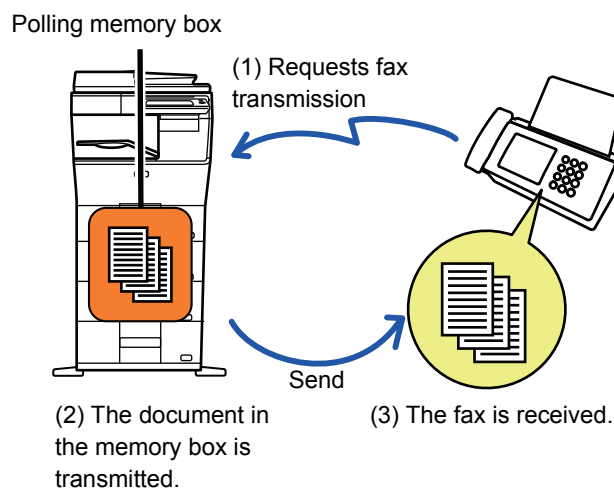 Polling memory box
(1) Requests fax
transmission
Send
(2) The document in
the memory box is
transmitted.
(3) The fax is received.